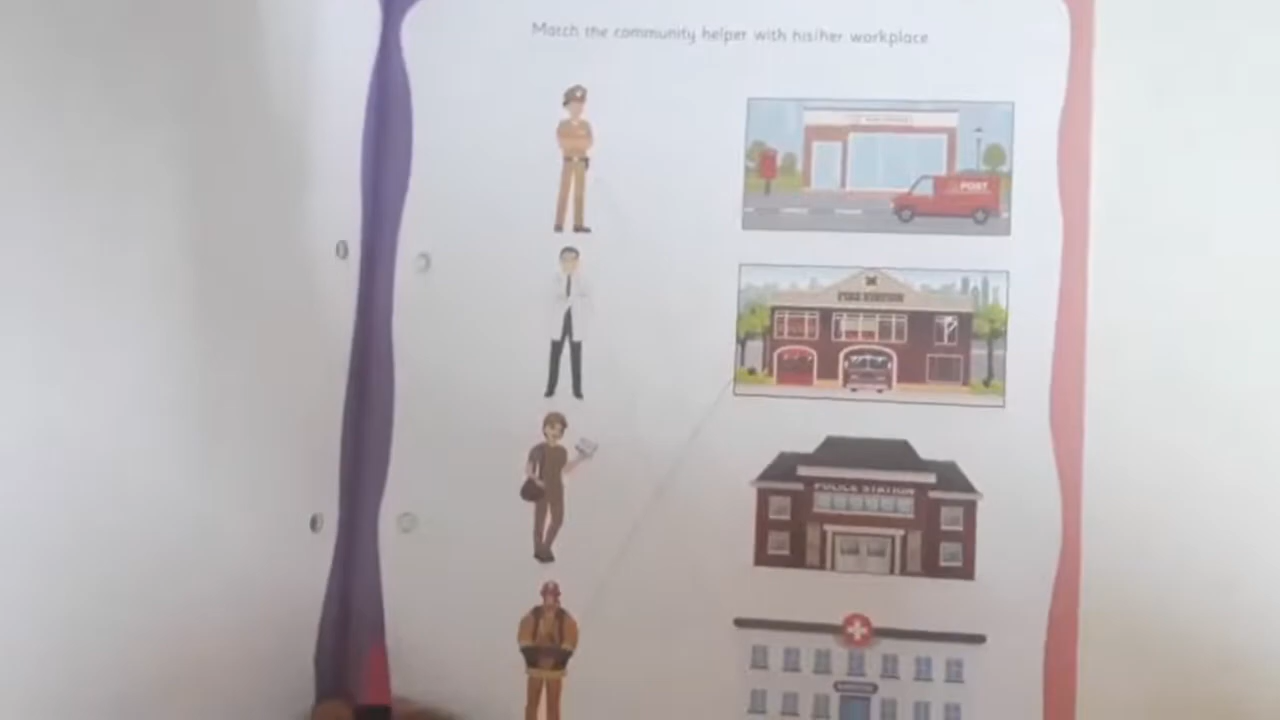 Match the community helper with his/her workplace
POST
FIRE STATION
POLICE STATION